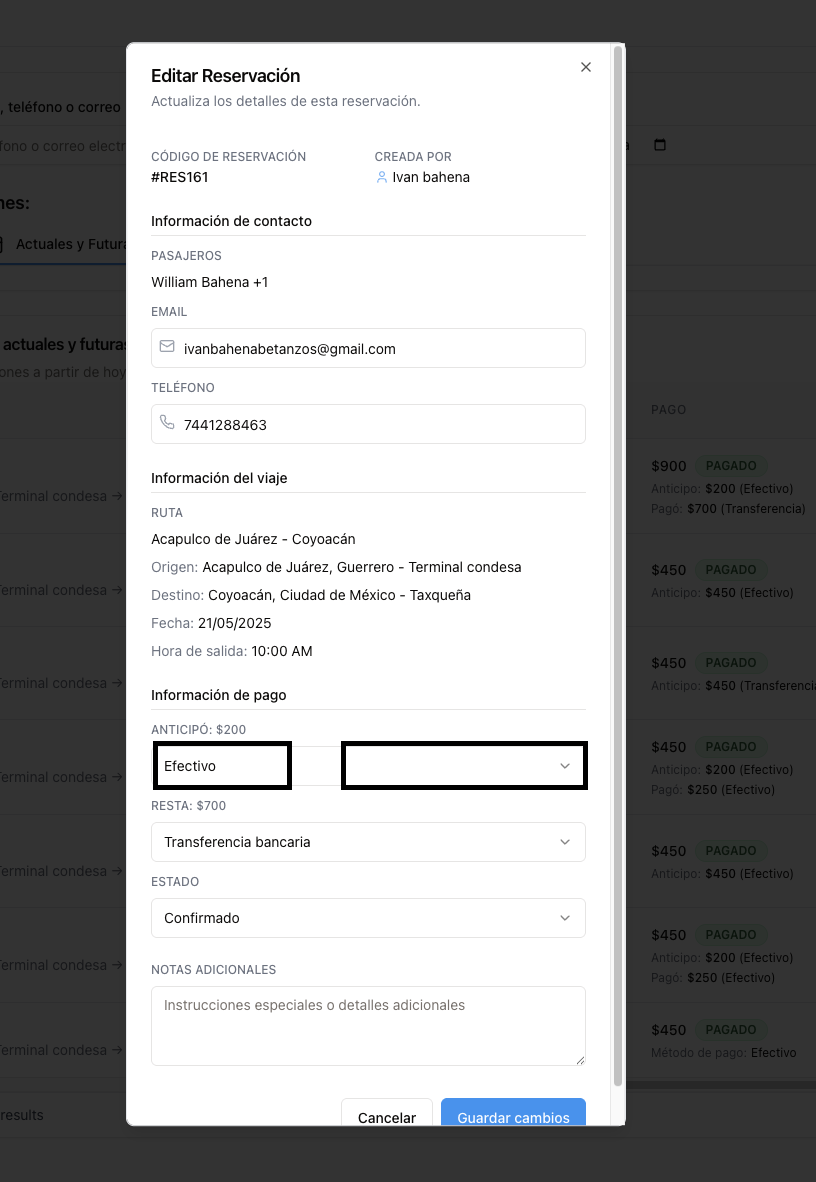 Editar Reservación
Actualiza los detalles de esta reservación.
CÓDIGO DE RESERVACIÓN
#RES161
CREADA POR
Ivan bahena
Información de contacto
PASAJEROS
William Bahena +1
EMAIL
ivanbahenabetanzos@gmail.com
TELÉFONO
7441288463
Información del viaje
RUTA
Acapulco de Juárez - Coyoacán
Origen: Acapulco de Juárez, Guerrero - Terminal condesa
Destino: Coyoacán, Ciudad de México - Taxqueña
Fecha: 21/05/2025
Hora de salida: 10:00 AM
Información de pago
ANTICIPÓ: $200
Efectivo
RESTA: $700
Transferencia bancaria
ESTADO
Confirmado
NOTAS ADICIONALES
Instrucciones especiales o detalles adicionales
Cancelar
Guardar cambios
, teléfono o correo
fono o correo electr
nes:
Actuales y Futura
actuales y futuras
ones a partir de hoy
Terminal condesa →
Terminal condesa →
Terminal condesa →
Terminal condesa →
Terminal condesa →
Terminal condesa →
Terminal condesa →
results
PAGO
$900 PAGADO
Anticipo: $200 (Efectivo)
Pagó: $700 (Transferencia)
$450 PAGADO
Anticipo: $450 (Efectivo)
$450 PAGADO
Anticipo: $450 (Transferencia
$450 PAGADO
Anticipo: $200 (Efectivo)
Pagó: $250 (Efectivo)
$450 PAGADO
Anticipo: $450 (Efectivo)
$450 PAGADO
Anticipo: $200 (Efectivo)
Pagó: $250 (Efectivo)
$450 PAGADO
Método de pago: Efectivo